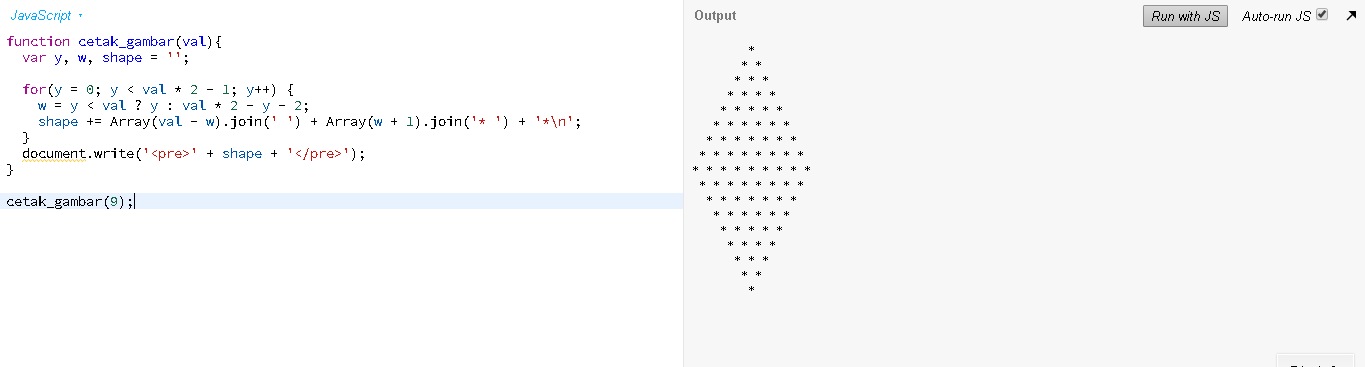 JavaScript
function cetak_gambar(val){
  var y, w, shape = '';
  for(y = 0; y < val * 2 - 1; y++) {
    w = y < val ? y : val * 2 - y - 2;
    shape += Array(val - w).join(' ') + Array(w + 1).join('* ') + '*\n';
  }
  document.write('<pre>' + shape + '</pre>');
}
cetak_gambar(9);
Output
Run with JS
Auto-run JS
        *
       * *
      * * *
     * * * *
    * * * * *
   * * * * * *
  * * * * * * *
 * * * * * * * *
* * * * * * * * *
 * * * * * * * *
  * * * * * * *
   * * * * * *
    * * * * *
     * * * *
      * * *
       * *
        *